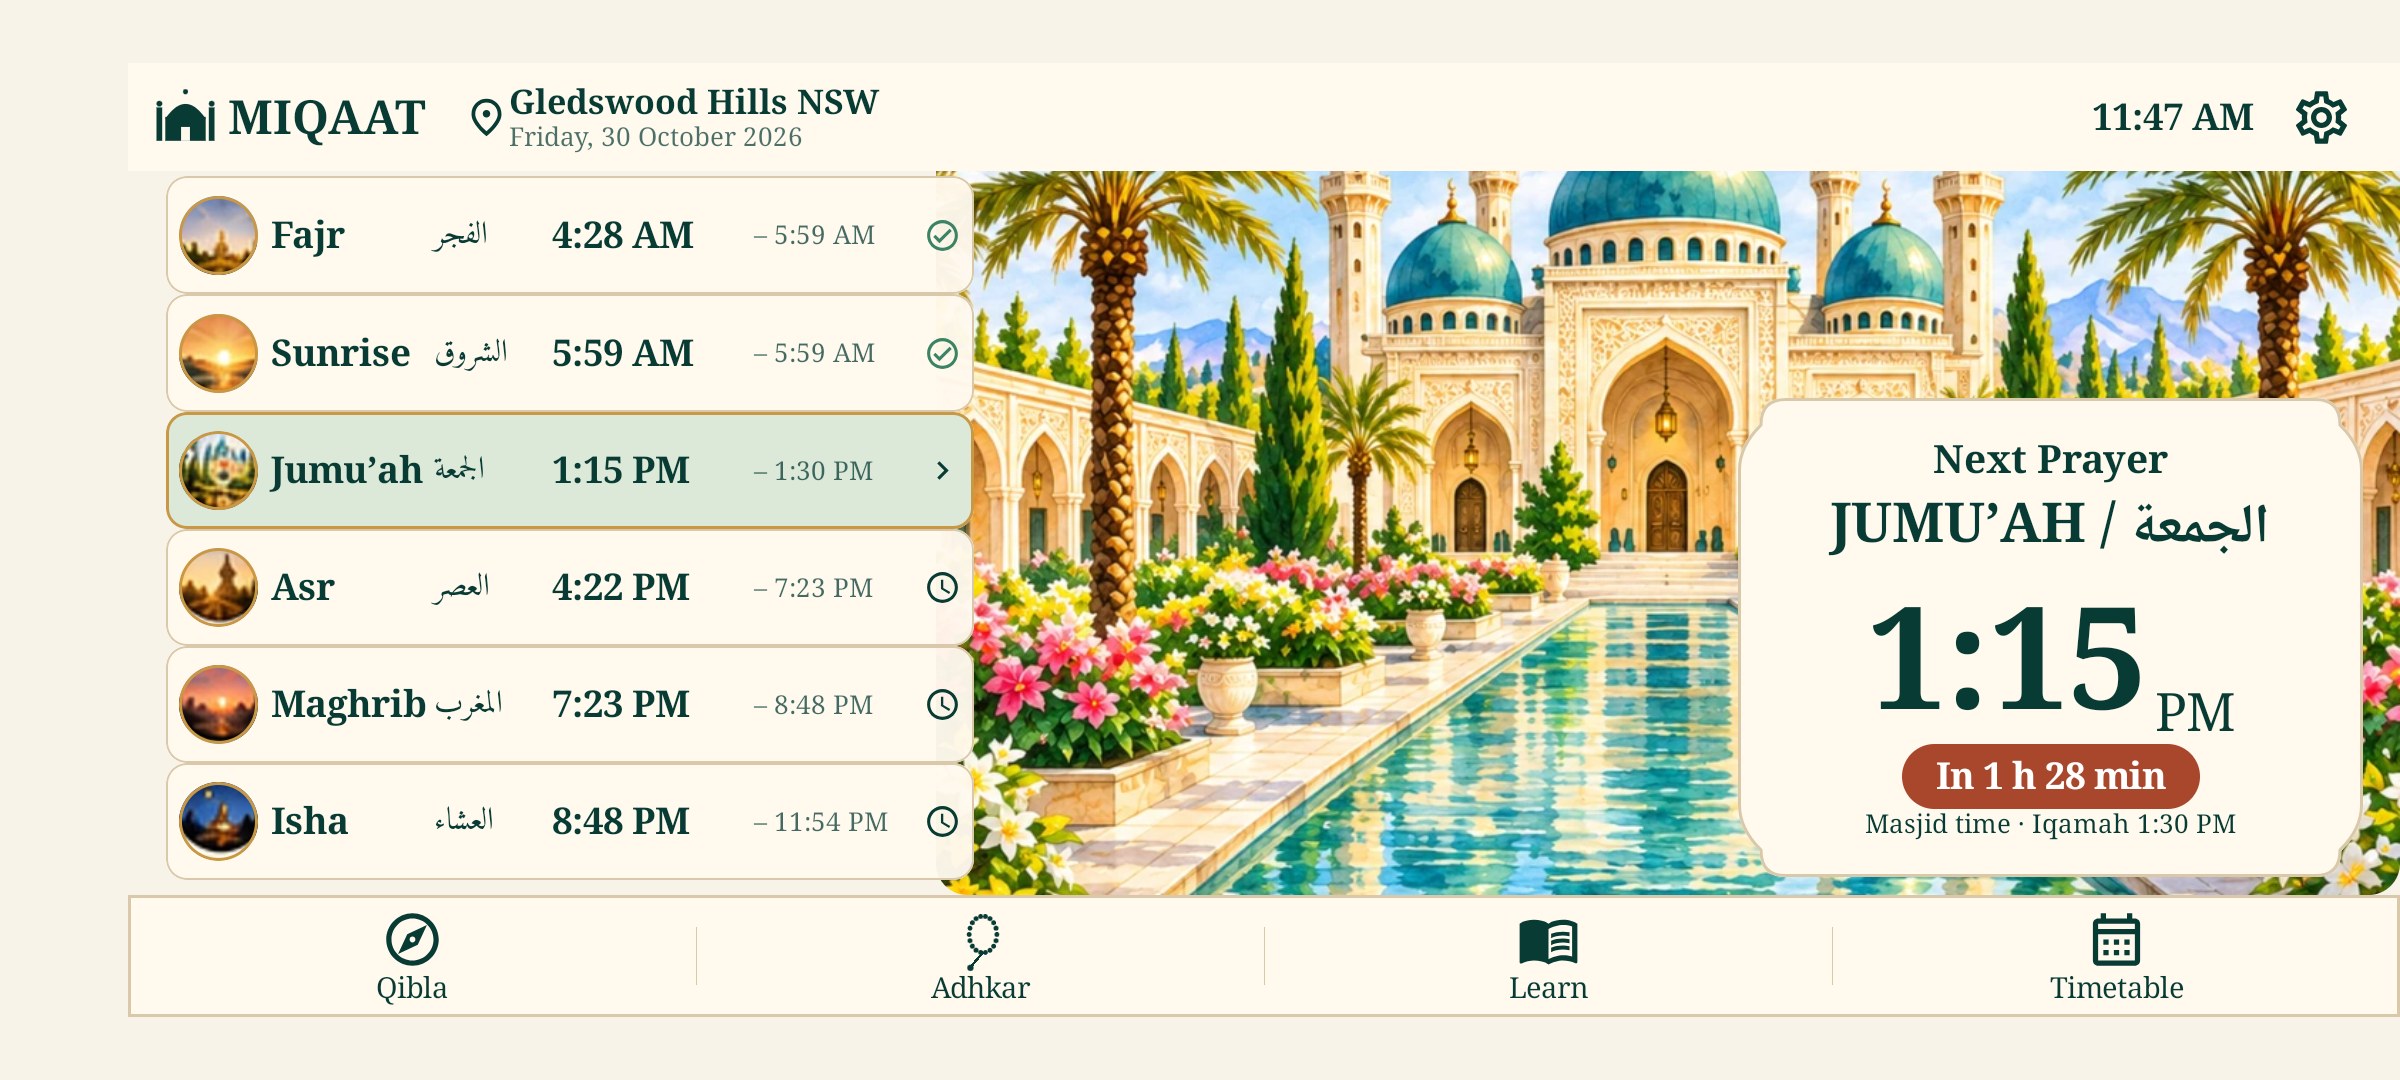 MIQAAT
Gledswood Hills NSW
Friday, 30 October 2026
11:47 AM
Fajr الفجر 4:28 AM – 5:59 AM
Sunrise الشروق 5:59 AM – 5:59 AM
Jumu’ah الجمعة 1:15 PM – 1:30 PM
Asr العصر 4:22 PM – 7:23 PM
Maghrib المغرب 7:23 PM – 8:48 PM
Isha العشاء 8:48 PM – 11:54 PM
Next Prayer
JUMU’AH / الجمعة
1:15 PM
In 1 h 28 min
Masjid time · Iqamah 1:30 PM
Qibla
Adhkar
Learn
Timetable